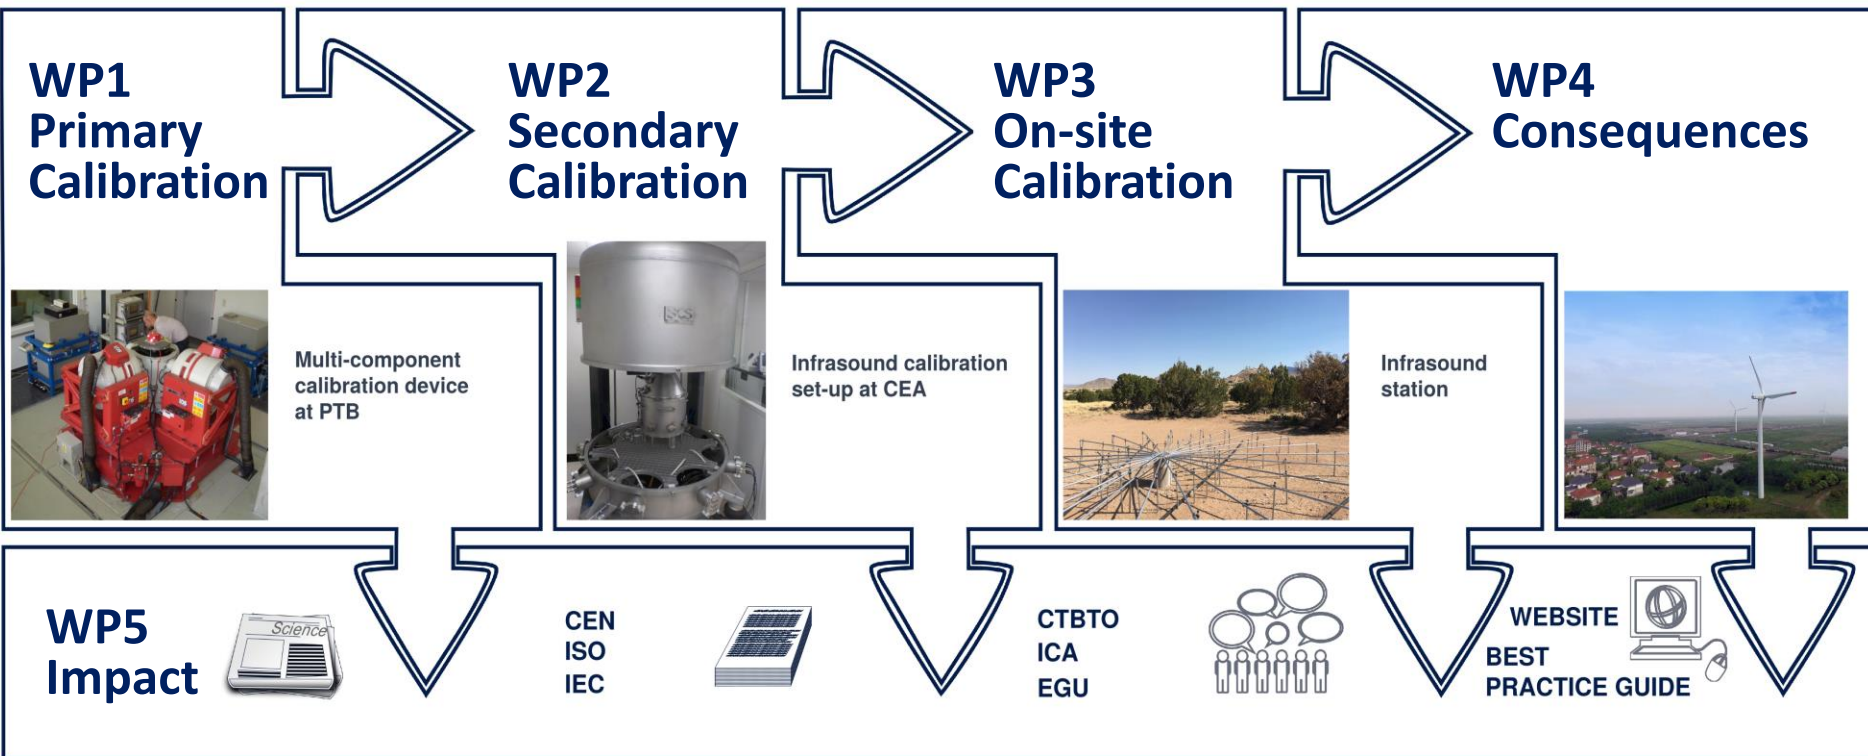 WP1
Primary
Calibration
WP2
Secondary
Calibration
WP3
On-site
Calibration
WP4
Consequences
Multi-component
calibration device
at PTB
SCS
Infrasound calibration
set-up at CEA
Infrasound
station
WP5
Impact
Science
CEN
ISO
IEC
CTBTO
ICA
EGU
WEBSITE
BEST
PRACTICE GUIDE